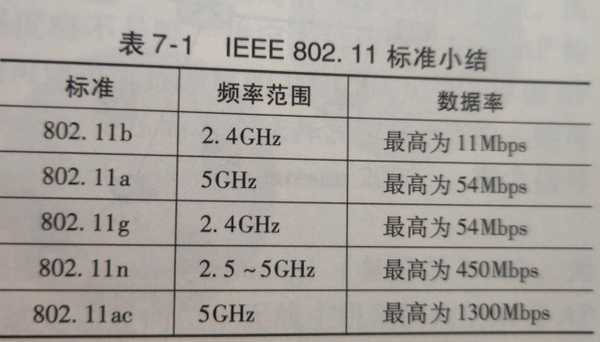 表 7-1 IEEE 802. 11 标准小结
标准 频率范围 数据率
802. 11b 2. 4GHz 最高为 11Mbps
802. 11a 5GHz 最高为 54Mbps
802. 11g 2. 4GHz 最高为 54Mbps
802. 11n 2. 5 ~ 5GHz 最高为 450Mbps
802. 11ac 5GHz 最高为 1300Mbps